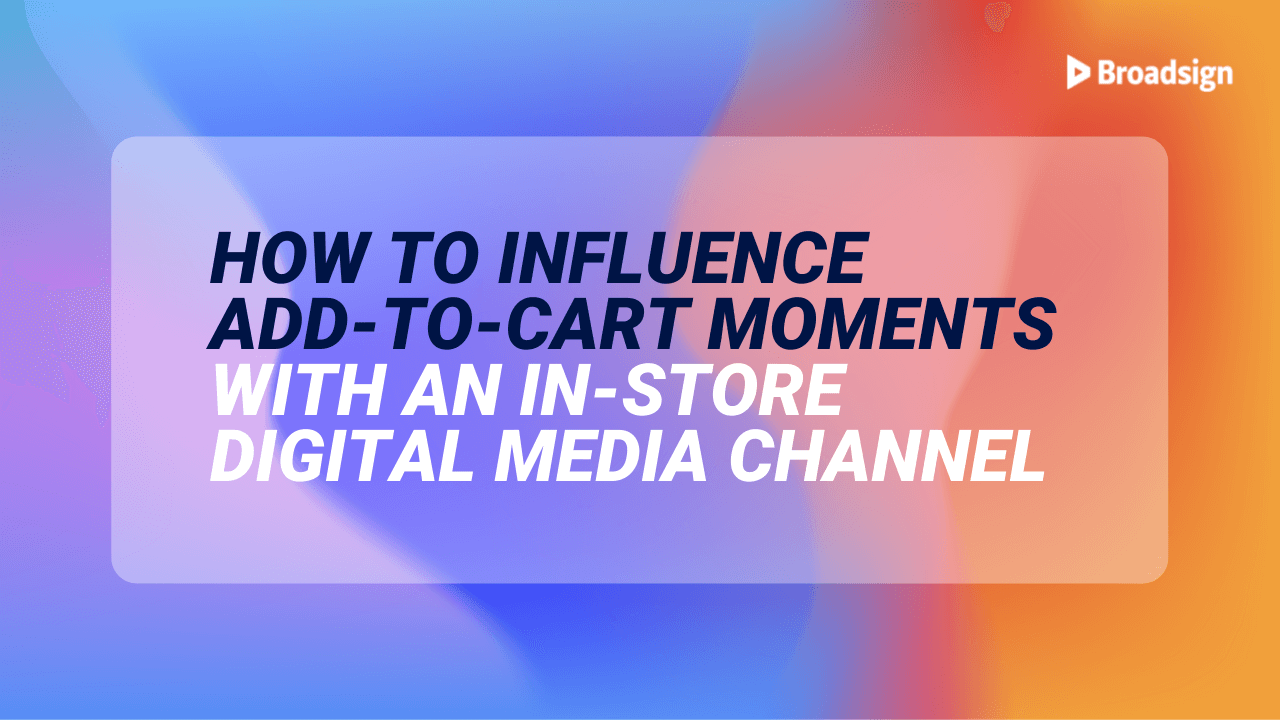 Broadsign
HOW TO INFLUENCE
ADD-TO-CART MOMENTS
WITH AN IN-STORE
DIGITAL MEDIA CHANNEL